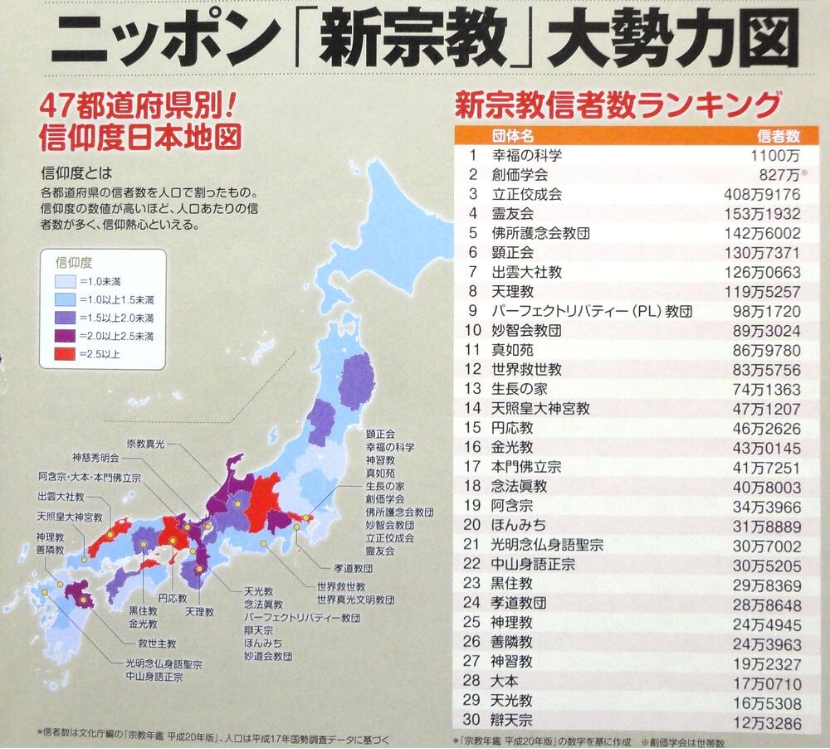 ニッポン「新宗教」大勢力図
47都道府県別!
信仰度日本地図
信仰度とは
各都道府県の信者数を人口で割ったもの。
信仰度の数値が高いほど、人口あたりの信
者数が多く、信仰熱心といえる。
信仰度
=1.0未満
=1.0以上1.5未満
=1.5以上2.0未満
=2.0以上2.5未満
=2.5以上
崇教真光
神慈秀明会
阿含宗・大本・本門佛立宗
出雲大社教
天照皇大神宮教
神理教
善隣教
顕正会
幸福の科学
神習教
真如苑
生長の家
創価学会
佛所護念会教団
妙智会教団
立正佼成会
霊友会
孝道教団
世界救世教
世界真光文明教団
天光教
念法眞教
パーフェクトリバティー教団
辯天宗
ほんみち
妙道会教団
天理教
円応教
黒住教
金光教
救世主教
光明念仏身語聖宗
中山身語正宗
*信者数は文化庁編の「宗教年鑑 平成20年版」、人口は平成17年国勢調査データに基づく
新宗教信者数ランキング
団体名 信者数
1 幸福の科学 1100万
2 創価学会 827万※
3 立正佼成会 408万9176
4 霊友会 153万1932
5 佛所護念会教団 142万6002
6 顕正会 130万7371
7 出雲大社教 126万0663
8 天理教 119万5257
9 パーフェクトリバティー(PL)教団 98万1720
10 妙智會教団 89万3024
11 真如苑 86万9780
12 世界救世教 83万5756
13 生長の家 74万1363
14 天照皇大神宮教 47万1207
15 円応教 46万2626
16 金光教 43万0145
17 本門佛立宗 41万7251
18 念法眞教 40万8003
19 阿含宗 34万3966
20 ほんみち 31万8889
21 光明念仏身語聖宗 30万7002
22 中山身語正宗 30万5205
23 黒住教 29万8369
24 孝道教団 28万8648
25 神理教 24万4945
26 善隣教 24万3963
27 神習教 19万2327
28 大本 17万0710
29 天光教 16万5308
30 辯天宗 12万3286
*「宗教年鑑 平成20年版」の数字を基に作成 ※創価学会は世帯数